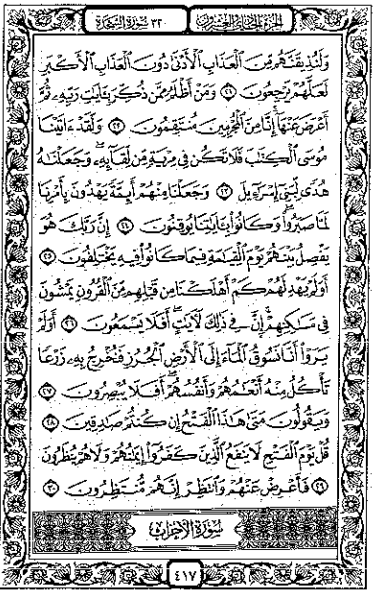 الجزء الحادي والعشرون ٣٢ سورة السجدة
وَلَنُذِيقَنَّهُم مِّنَ ٱلْعَذَابِ ٱلْأَدْنَىٰ دُونَ ٱلْعَذَابِ ٱلْأَكْبَرِ
لَعَلَّهُمْ يَرْجِعُونَ ٢١ وَمَنْ أَظْلَمُ مِمَّن ذُكِّرَ بِـَٔايَـٰتِ رَبِّهِۦ ثُمَّ
أَعْرَضَ عَنْهَآ إِنَّا مِنَ ٱلْمُجْرِمِينَ مُنتَقِمُونَ ٢٢ وَلَقَدْ ءَاتَيْنَا
مُوسَى ٱلْكِتَـٰبَ فَلَا تَكُن فِى مِرْيَةٍ مِّن لِّقَآئِهِۦ وَجَعَلْنَـٰهُ
هُدًى لِّبَنِىٓ إِسْرَٰٓءِيلَ ٢٣ وَجَعَلْنَا مِنْهُمْ أَئِمَّةً يَهْدُونَ بِأَمْرِنَا
لَمَّا صَبَرُوا۟ وَكَانُوا۟ بِـَٔايَـٰتِنَا يُوقِنُونَ ٢٤ إِنَّ رَبَّكَ هُوَ
يَفْصِلُ بَيْنَهُمْ يَوْمَ ٱلْقِيَـٰمَةِ فِيمَا كَانُوا۟ فِيهِ يَخْتَلِفُونَ ٢٥
أَوَلَمْ يَهْدِ لَهُمْ كَمْ أَهْلَكْنَا مِن قَبْلِهِم مِّنَ ٱلْقُرُونِ يَمْشُونَ
فِى مَسَـٰكِنِهِمْ إِنَّ فِى ذَٰلِكَ لَـَٔايَـٰتٍ أَفَلَا يَسْمَعُونَ ٢٦ أَوَلَمْ
يَرَوْا۟ أَنَّا نَسُوقُ ٱلْمَآءَ إِلَى ٱلْأَرْضِ ٱلْجُرُزِ فَنُخْرِجُ بِهِۦ زَرْعًا
تَأْكُلُ مِنْهُ أَنْعَـٰمُهُمْ وَأَنفُسُهُمْ أَفَلَا يُبْصِرُونَ ٢٧
وَيَقُولُونَ مَتَىٰ هَـٰذَا ٱلْفَتْحُ إِن كُنتُمْ صَـٰدِقِينَ ٢٨
قُلْ يَوْمَ ٱلْفَتْحِ لَا يَنفَعُ ٱلَّذِينَ كَفَرُوٓا۟ إِيمَـٰنُهُمْ وَلَا هُمْ يُنظَرُونَ
٢٩ فَأَعْرِضْ عَنْهُمْ وَٱنتَظِرْ إِنَّهُم مُّنتَظِرُونَ ٣٠
سورة الأحزاب
٤١٧